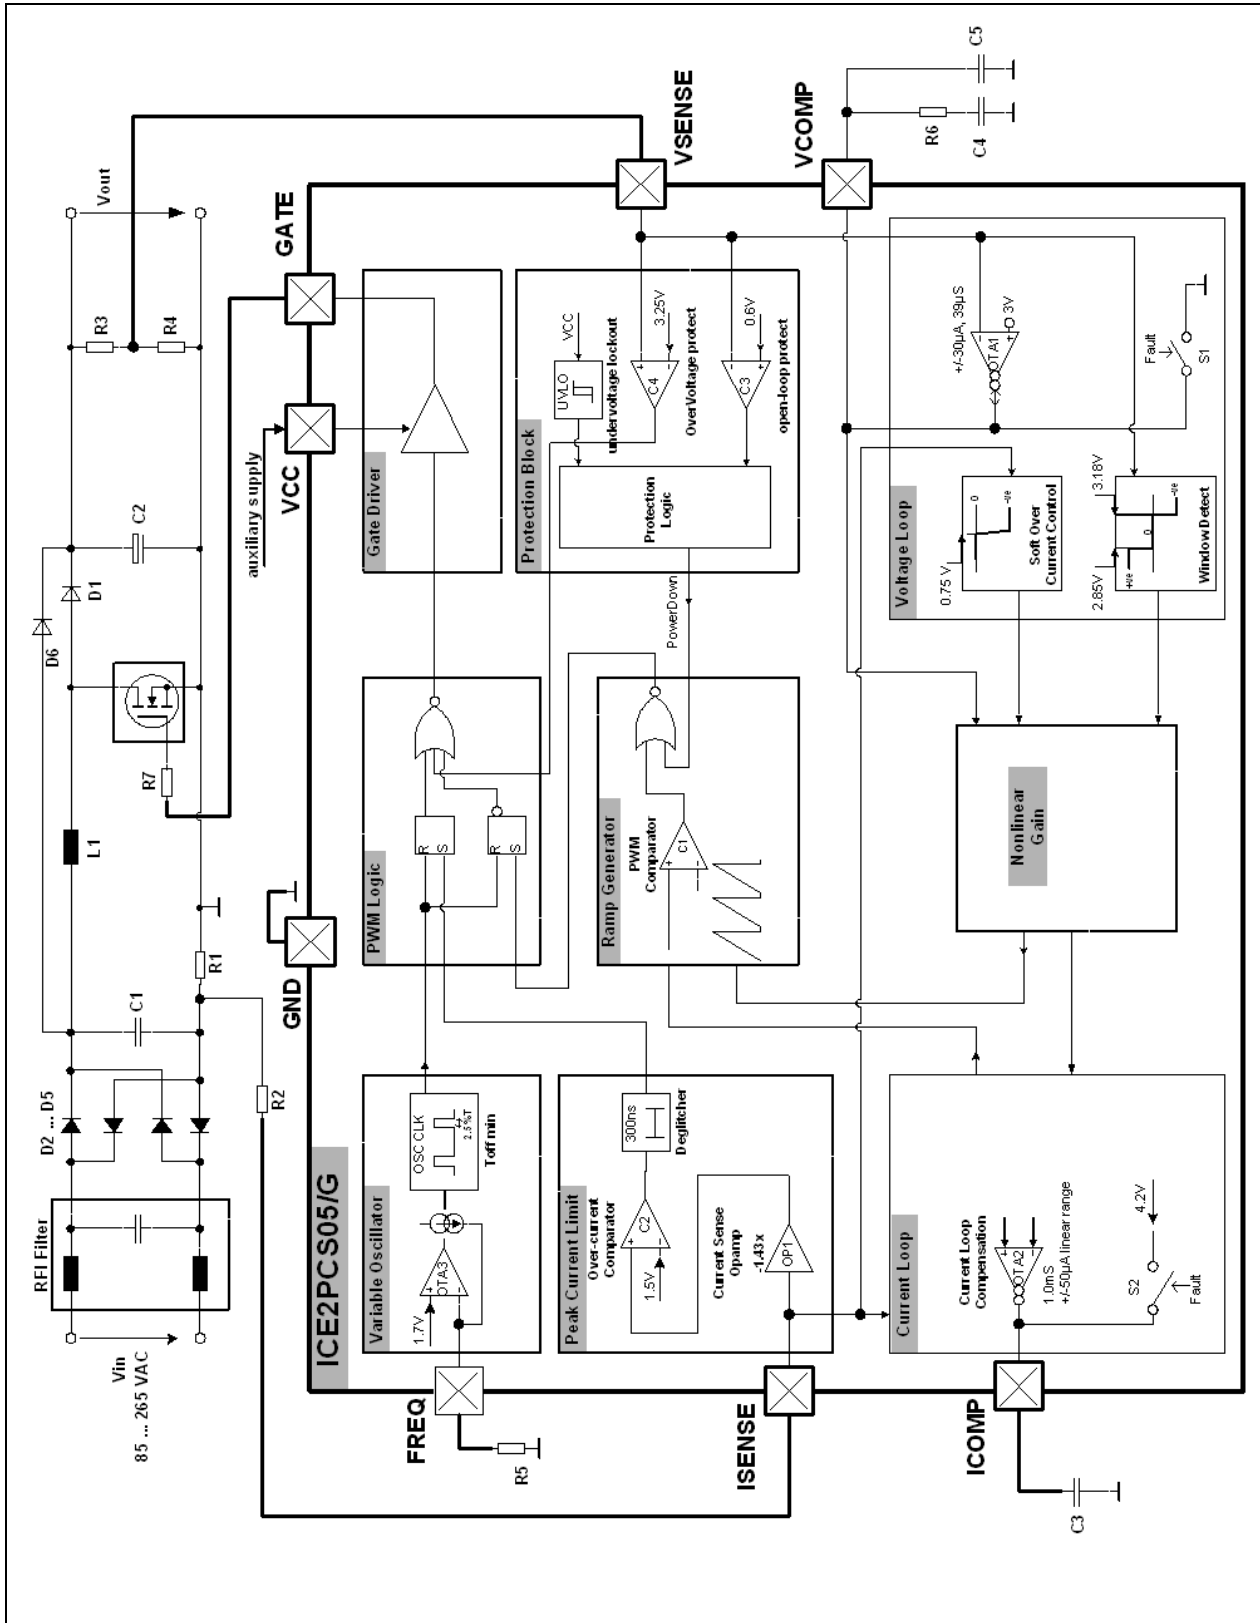 RFI Filter
Vin
85 ... 265 VAC
D2 ... D5
C1
R1
R2
L1
R7
D6
D1
C2
R3
R4
Vout
GND
auxiliary supply
VCC
GATE
VSENSE
VCOMP
C5
R6
C4
ICE2PCS05/G
FREQ
R5
ISENSE
ICOMP
C3
Variable Oscillator
1.7V
+
-
OTA3
OSC CLK
2.5%T
Toff min
PWM Logic
R
S
R
S
Gate Driver
Peak Current Limit
Over-current
Comparator
1.5V
+
-
C2
300ns
Deglitcher
Current Sense
Opamp
-1.43x
OP1
Ramp Generator
PWM
Comparator
C1
+
-
PowerDown
Protection Block
UVLO
VCC
undervoltage lockout
C4
+
-
3.25V
OverVoltage protect
C3
-
+
0.6V
open-loop protect
Protection
Logic
Current Loop
Current Loop
Compensation
+
-
OTA2
1.0mS
+/-50µA linear range
4.2V
S2
Fault
Nonlinear
Gain
Voltage Loop
0.75 V
0
-ve
Soft Over
Current Control
2.85V
3.18V
+ve
0
-ve
Window Detect
+/-30µA, 39µS
-
+
OTA1
3V
Fault
S1